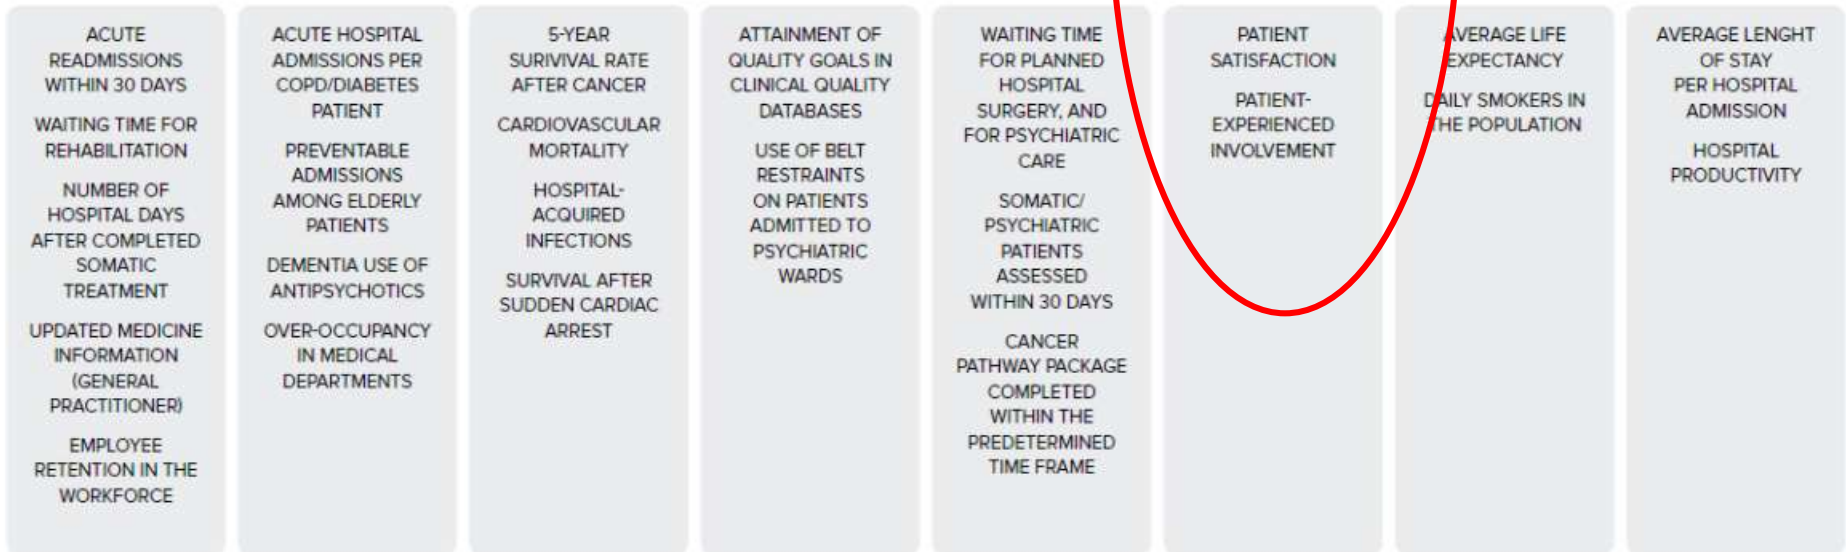 ACUTE
READMISSIONS
WITHIN 30 DAYS
WAITING TIME FOR
REHABILITATION
NUMBER OF
HOSPITAL DAYS
AFTER COMPLETED
SOMATIC
TREATMENT
UPDATED MEDICINE
INFORMATION
(GENERAL
PRACTITIONER)
EMPLOYEE
RETENTION IN THE
WORKFORCE
ACUTE HOSPITAL
ADMISSIONS PER
COPD/DIABETES
PATIENT
PREVENTABLE
ADMISSIONS
AMONG ELDERLY
PATIENTS
DEMENTIA USE OF
ANTIPSYCHOTICS
OVER-OCCUPANCY
IN MEDICAL
DEPARTMENTS
5-YEAR
SURIVIVAL RATE
AFTER CANCER
CARDIOVASCULAR
MORTALITY
HOSPITAL-
ACQUIRED
INFECTIONS
SURVIVAL AFTER
SUDDEN CARDIAC
ARREST
ATTAINMENT OF
QUALITY GOALS IN
CLINICAL QUALITY
DATABASES
USE OF BELT
RESTRAINTS
ON PATIENTS
ADMITTED TO
PSYCHIATRIC
WARDS
WAITING TIME
FOR PLANNED
HOSPITAL
SURGERY, AND
FOR PSYCHIATRIC
CARE
SOMATIC/
PSYCHIATRIC
PATIENTS
ASSESSED
WITHIN 30 DAYS
CANCER
PATHWAY PACKAGE
COMPLETED
WITHIN THE
PREDETERMINED
TIME FRAME
PATIENT
SATISFACTION
PATIENT-
EXPERIENCED
INVOLVEMENT
AVERAGE LIFE
EXPECTANCY
DAILY SMOKERS IN
THE POPULATION
AVERAGE LENGHT
OF STAY
PER HOSPITAL
ADMISSION
HOSPITAL
PRODUCTIVITY